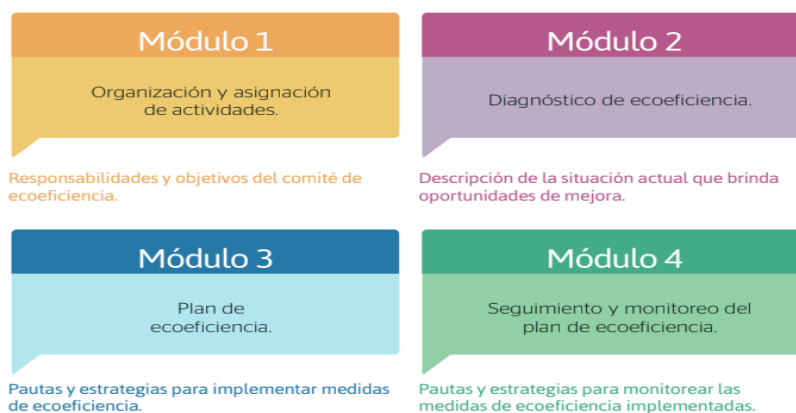 Módulo 1
Organización y asignación
de actividades.
Responsabilidades y objetivos del comité de
ecoeficiencia.
Módulo 2
Diagnóstico de ecoeficiencia.
Descripción de la situación actual que brinda
oportunidades de mejora.
Módulo 3
Plan de
ecoeficiencia.
Pautas y estrategias para implementar medidas
de ecoeficiencia.
Módulo 4
Seguimiento y monitoreo del
plan de ecoeficiencia.
Pautas y estrategias para monitorear las
medidas de ecoeficiencia implementadas.